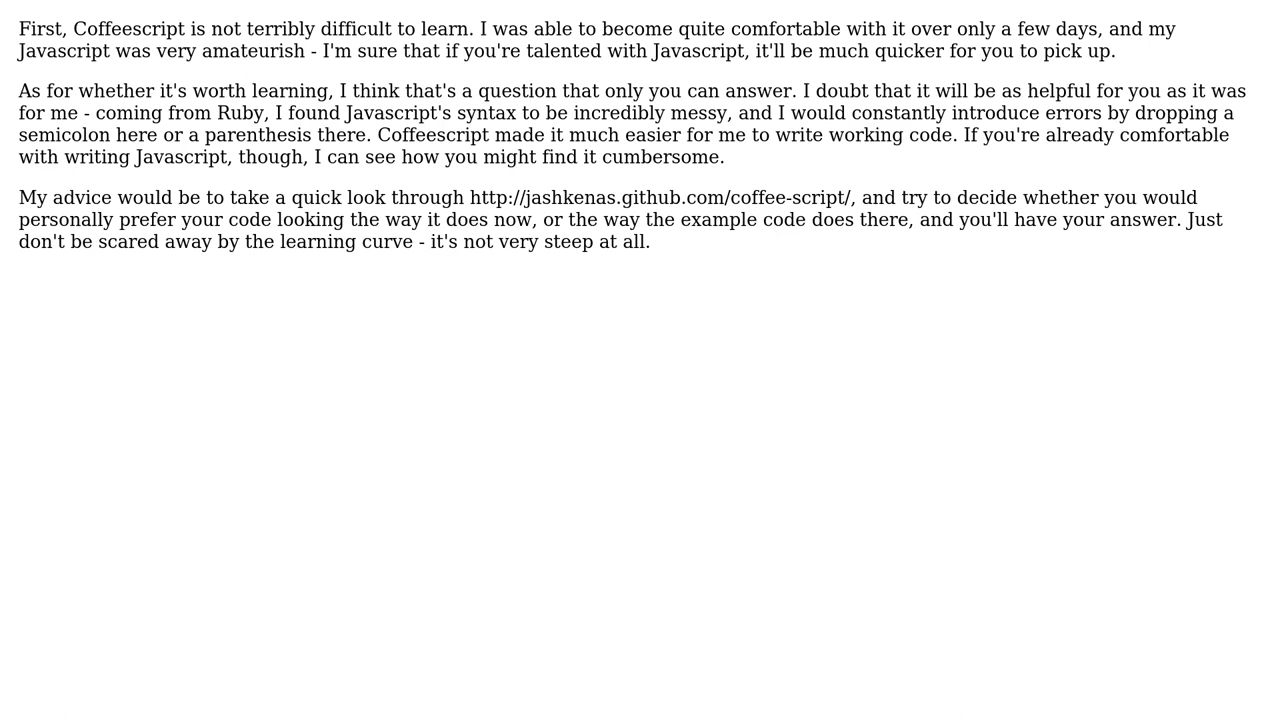 First, Coffeescript is not terribly difficult to learn. I was able to become quite comfortable with it over only a few days, and my
Javascript was very amateurish - I'm sure that if you're talented with Javascript, it'll be much quicker for you to pick up.
As for whether it's worth learning, I think that's a question that only you can answer. I doubt that it will be as helpful for you as it was
for me - coming from Ruby, I found Javascript's syntax to be incredibly messy, and I would constantly introduce errors by dropping a
semicolon here or a parenthesis there. Coffeescript made it much easier for me to write working code. If you're already comfortable
with writing Javascript, though, I can see how you might find it cumbersome.
My advice would be to take a quick look through http://jashkenas.github.com/coffee-script/, and try to decide whether you would
personally prefer your code looking the way it does now, or the way the example code does there, and you'll have your answer. Just
don't be scared away by the learning curve - it's not very steep at all.